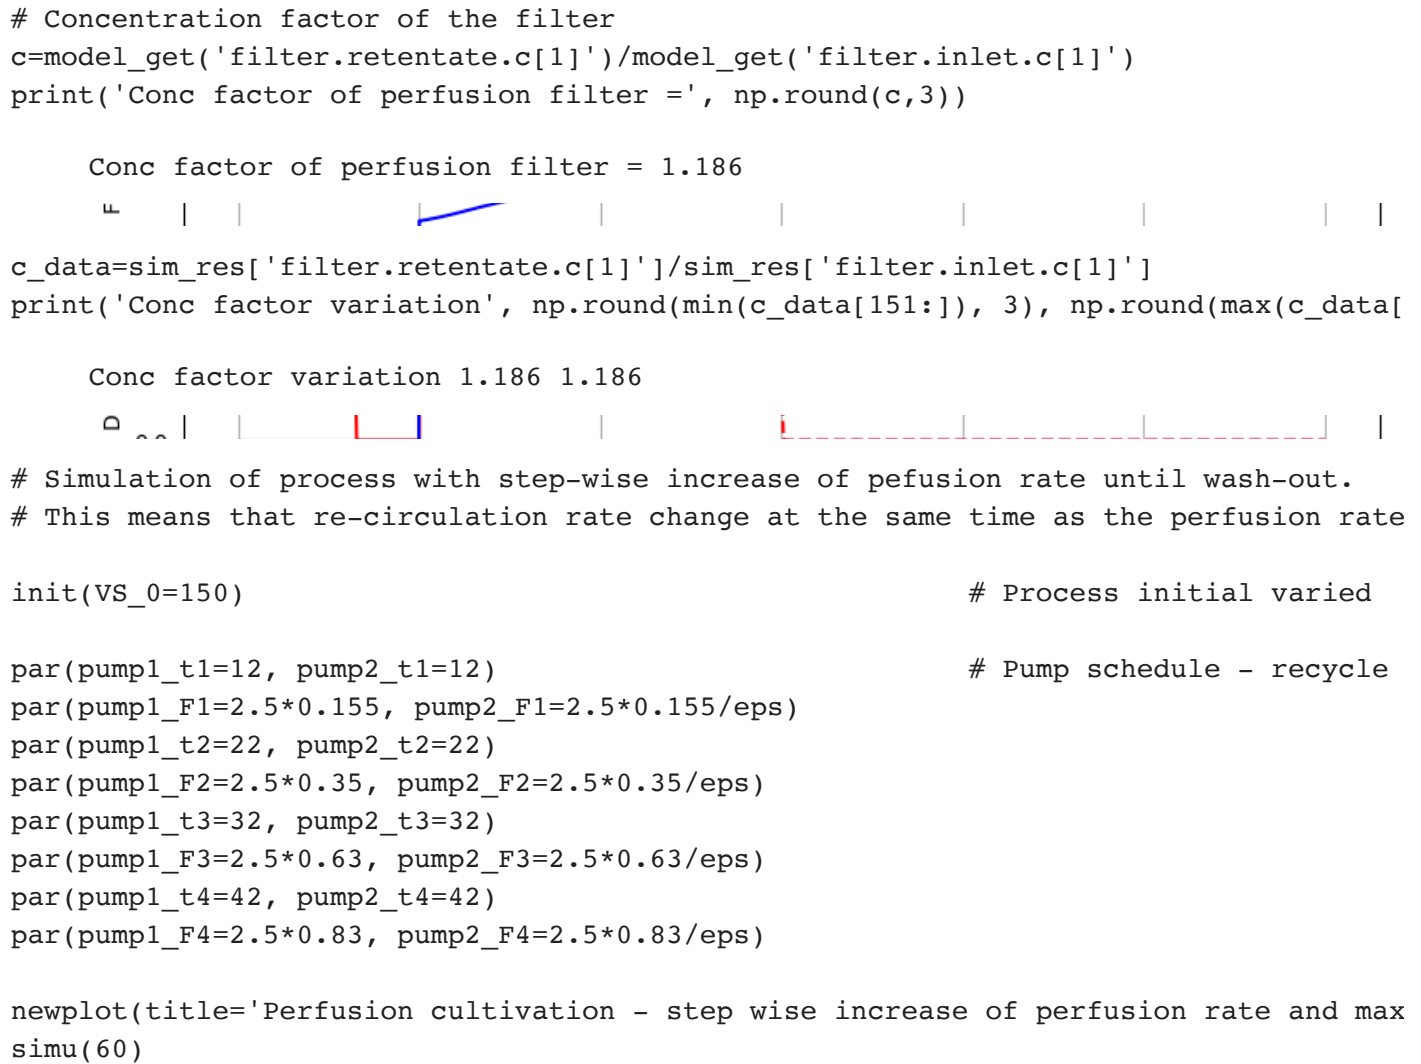 # Concentration factor of the filter
c=model_get('filter.retentate.c[1]')/model_get('filter.inlet.c[1]')
print('Conc factor of perfusion filter =', np.round(c,3))
Conc factor of perfusion filter = 1.186
F
c_data=sim_res['filter.retentate.c[1]']/sim_res['filter.inlet.c[1]']
print('Conc factor variation', np.round(min(c_data[151:]), 3), np.round(max(c_data[
Conc factor variation 1.186 1.186
D
# Simulation of process with step-wise increase of pefusion rate until wash-out.
# This means that re-circulation rate change at the same time as the perfusion rate
init(VS_0=150) # Process initial varied
par(pump1_t1=12, pump2_t1=12) # Pump schedule - recycle
par(pump1_F1=2.5*0.155, pump2_F1=2.5*0.155/eps)
par(pump1_t2=22, pump2_t2=22)
par(pump1_F2=2.5*0.35, pump2_F2=2.5*0.35/eps)
par(pump1_t3=32, pump2_t3=32)
par(pump1_F3=2.5*0.63, pump2_F3=2.5*0.63/eps)
par(pump1_t4=42, pump2_t4=42)
par(pump1_F4=2.5*0.83, pump2_F4=2.5*0.83/eps)
newplot(title='Perfusion cultivation - step wise increase of perfusion rate and max
simu(60)